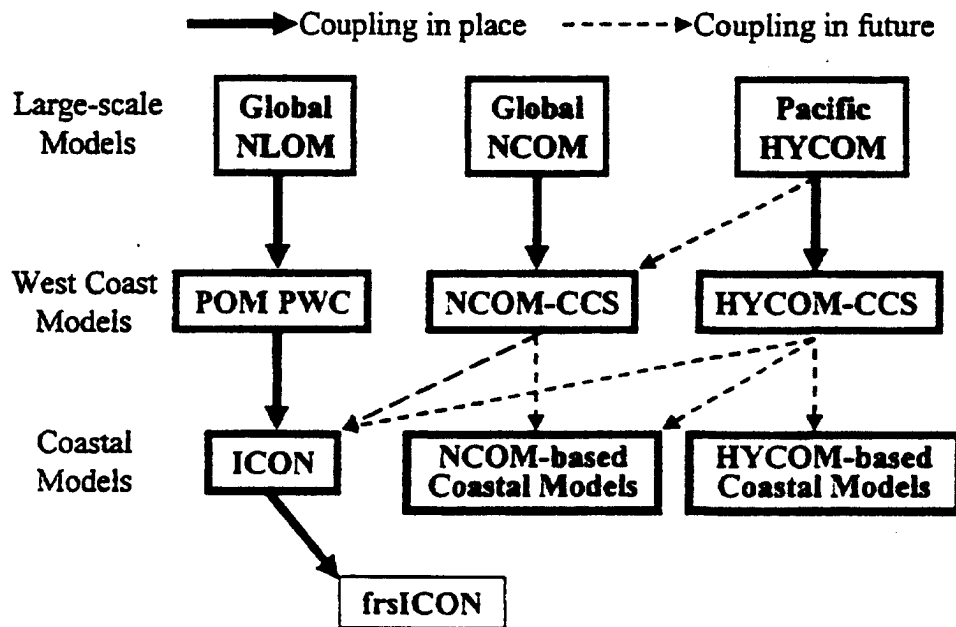 Coupling in place
Coupling in future
Large-scale
Models
Global
NLOM
Global
NCOM
Pacific
HYCOM
West Coast
Models
POM PWC
NCOM-CCS
HYCOM-CCS
Coastal
Models
ICON
NCOM-based
Coastal Models
HYCOM-based
Coastal Models
frsICON